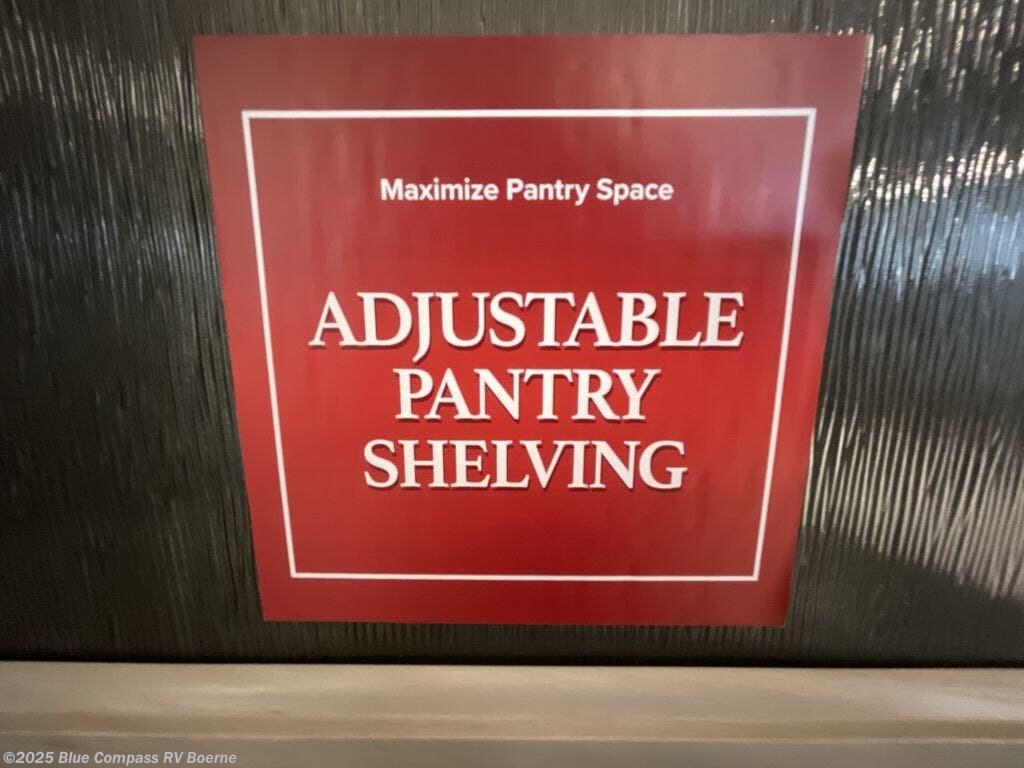 Maximize Pantry Space
ADJUSTABLE
PANTRY
SHELVING
©2025 Blue Compass RV Boerne